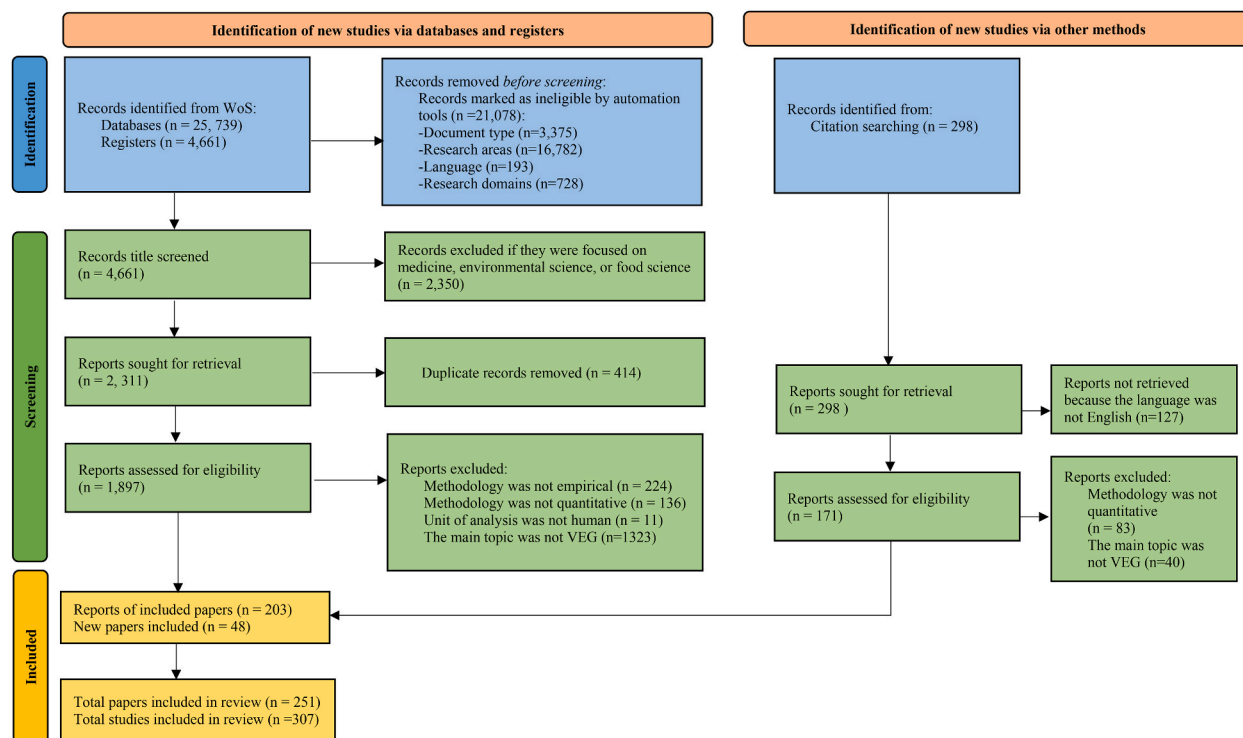 Identification of new studies via databases and registers
Identification of new studies via other methods
Identification
Records identified from WoS:
Databases (n = 25, 739)
Registers (n = 4,661)
Records removed before screening:
Records marked as ineligible by automation
tools (n =21,078):
-Document type (n=3,375)
-Research areas (n=16,782)
-Language (n=193)
-Research domains (n=728)
Records identified from:
Citation searching (n = 298)
Screening
Records title screened
(n = 4,661)
Records excluded if they were focused on
medicine, environmental science, or food science
(n = 2,350)
Reports sought for retrieval
(n = 2, 311)
Duplicate records removed (n = 414)
Reports sought for retrieval
(n = 298 )
Reports not retrieved
because the language was
not English (n=127)
Reports assessed for eligibility
(n = 1,897)
Reports excluded:
Methodology was not empirical (n = 224)
Methodology was not quantitative (n = 136)
Unit of analysis was not human (n = 11)
The main topic was not VEG (n=1323)
Reports assessed for eligibility
(n = 171)
Reports excluded:
Methodology was not
quantitative
(n = 83)
The main topic was
not VEG (n=40)
Included
Reports of included papers (n = 203)
New papers included (n = 48)
Total papers included in review (n = 251)
Total studies included in review (n =307)